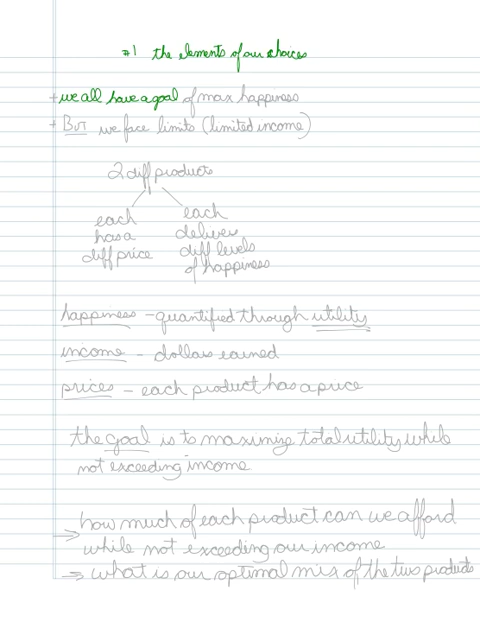 #1 the elements of our choices
+ we all have a goal of max happiness
+ BUT we face limits (limited income)
2 diff products
each
has a
diff price
each
delivers
diff levels
of happiness
happiness - quantified through utility
income - dollars earned
prices - each product has a price
the goal is to maximize total utility while
not exceeding income
→ how much of each product can we afford
while not exceeding our income
⇒ what is our optimal mix of the two products